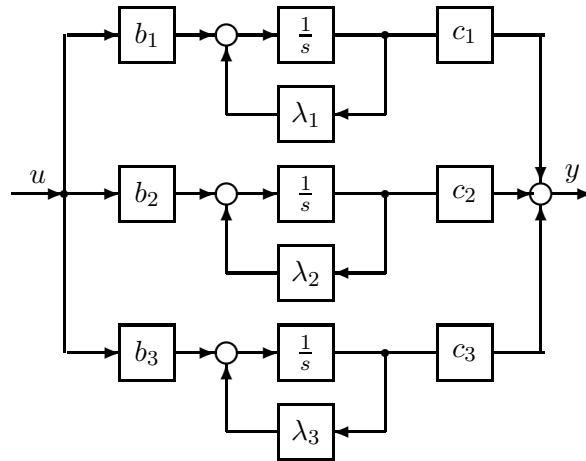 b₁ 1/s c₁
λ₁
u b₂ 1/s c₂ y
λ₂
b₃ 1/s c₃
λ₃